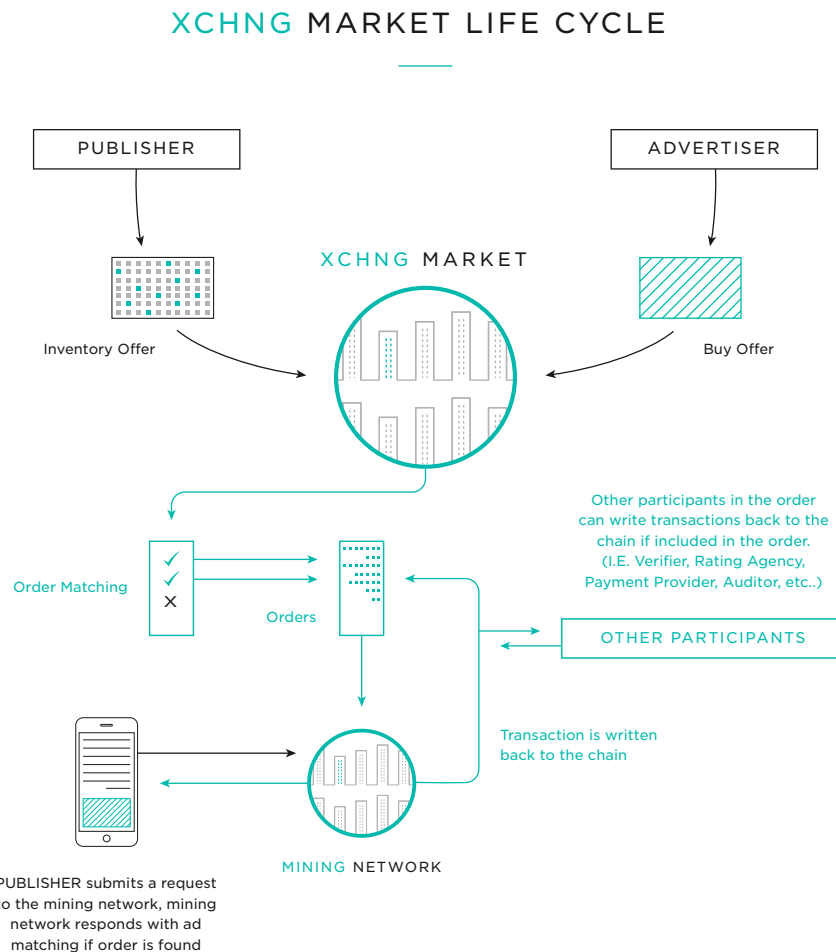 XCHNG MARKET LIFE CYCLE
PUBLISHER
ADVERTISER
XCHNG MARKET
Inventory Offer
Buy Offer
Other participants in the order
can write transactions back to the
chain if included in the order.
(I.E. Verifier, Rating Agency,
Payment Provider, Auditor, etc..)
Order Matching
X
Orders
OTHER PARTICIPANTS
Transaction is written
back to the chain
MINING NETWORK
PUBLISHER submits a request
to the mining network, mining
network responds with ad
matching if order is found